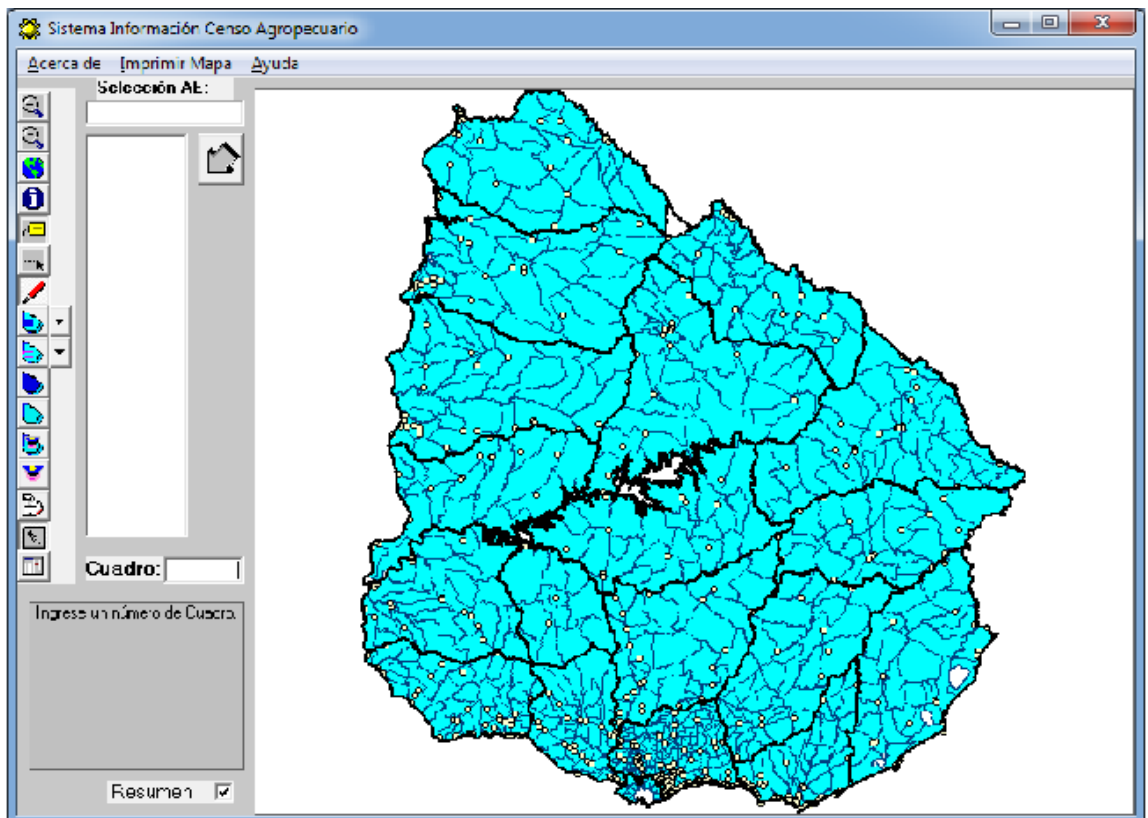 Sistema Información Censo Agropecuario
Acerca de Imprimir Mapa Ayuda
Selección AE:
Cuadro:
Ingrese un número de Cuadro.
Resumen